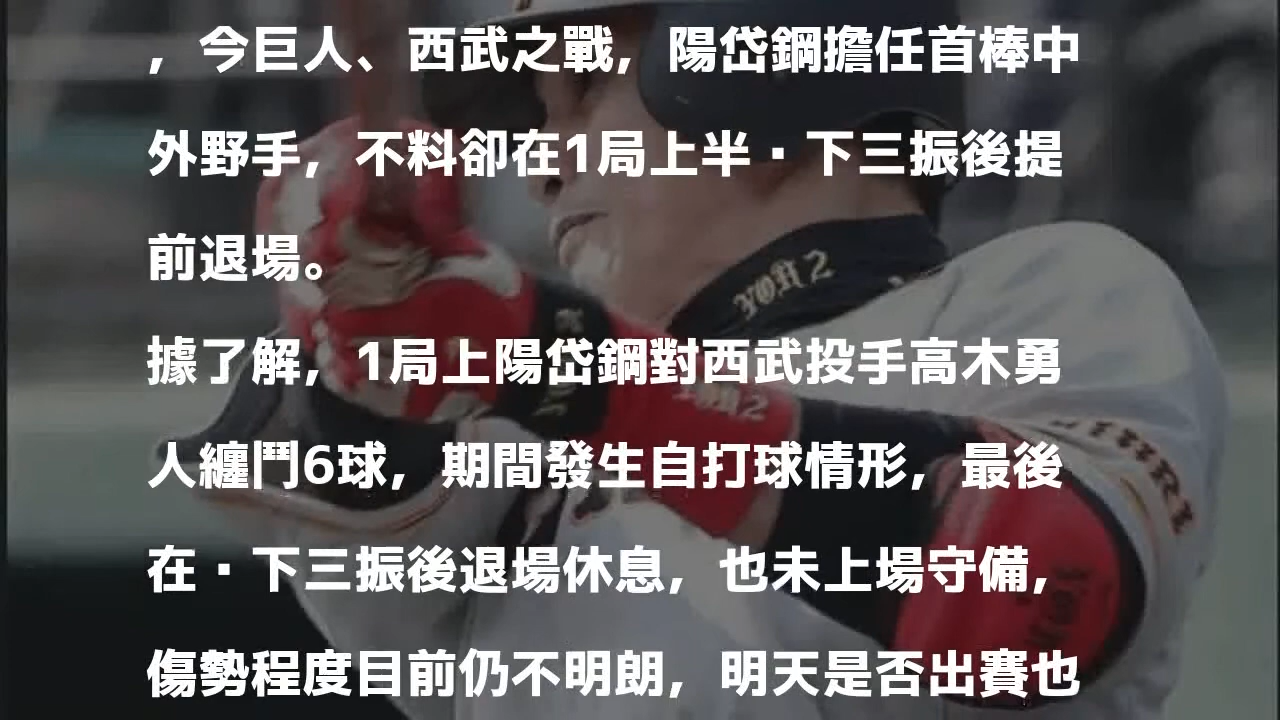 ，今巨人、西武之戰，陽岱鋼擔任首棒中
外野手，不料卻在1局上半·下三振後提
前退場。
據了解，1局上陽岱鋼對西武投手高木勇
人纏鬥6球，期間發生自打球情形，最後
在·下三振後退場休息，也未上場守備，
傷勢程度目前仍不明朗，明天是否出賽也
YOH 2
YOH 2